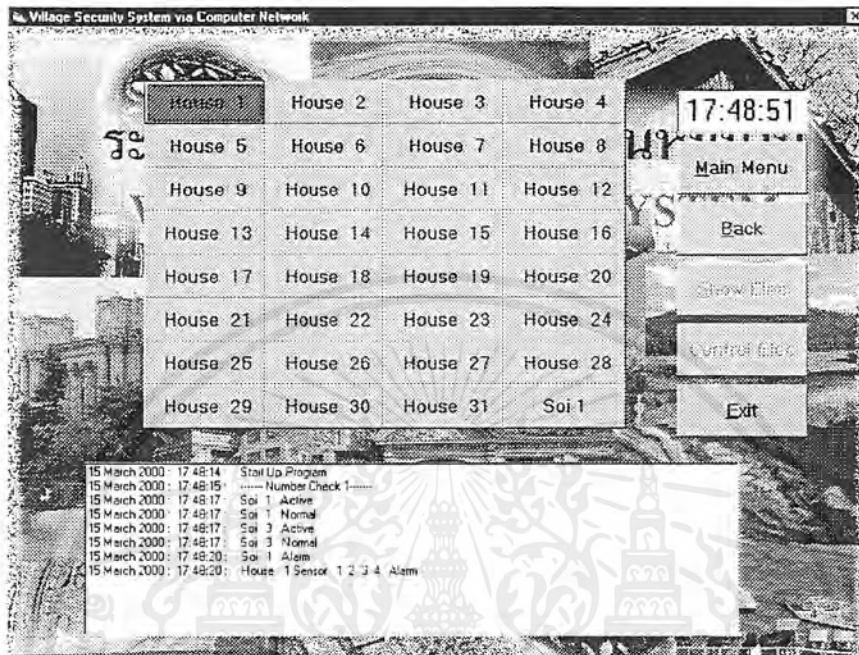 Village Security System via Computer Network
House 1 House 2 House 3 House 4
17:48:51
House 5 House 6 House 7 House 8
Main Menu
House 9 House 10 House 11 House 12
House 13 House 14 House 15 House 16
Back
House 17 House 18 House 19 House 20
Show Elec
House 21 House 22 House 23 House 24
Control Elec
House 25 House 26 House 27 House 28
House 29 House 30 House 31 Soi 1
Exit
15 March 2000 : 17:48:14 : Start Up Program
15 March 2000 : 17:48:15 : ------ Number Check 1-------
15 March 2000 : 17:48:17 : Soi 1 Active
15 March 2000 : 17:48:17 : Soi 1 Normal
15 March 2000 : 17:48:17 : Soi 3 Active
15 March 2000 : 17:48:17 : Soi 3 Normal
15 March 2000 : 17:48:20 : Soi 1 Alarm
15 March 2000 : 17:48:20 : House 1 Sensor 1 2 3 4 Alarm